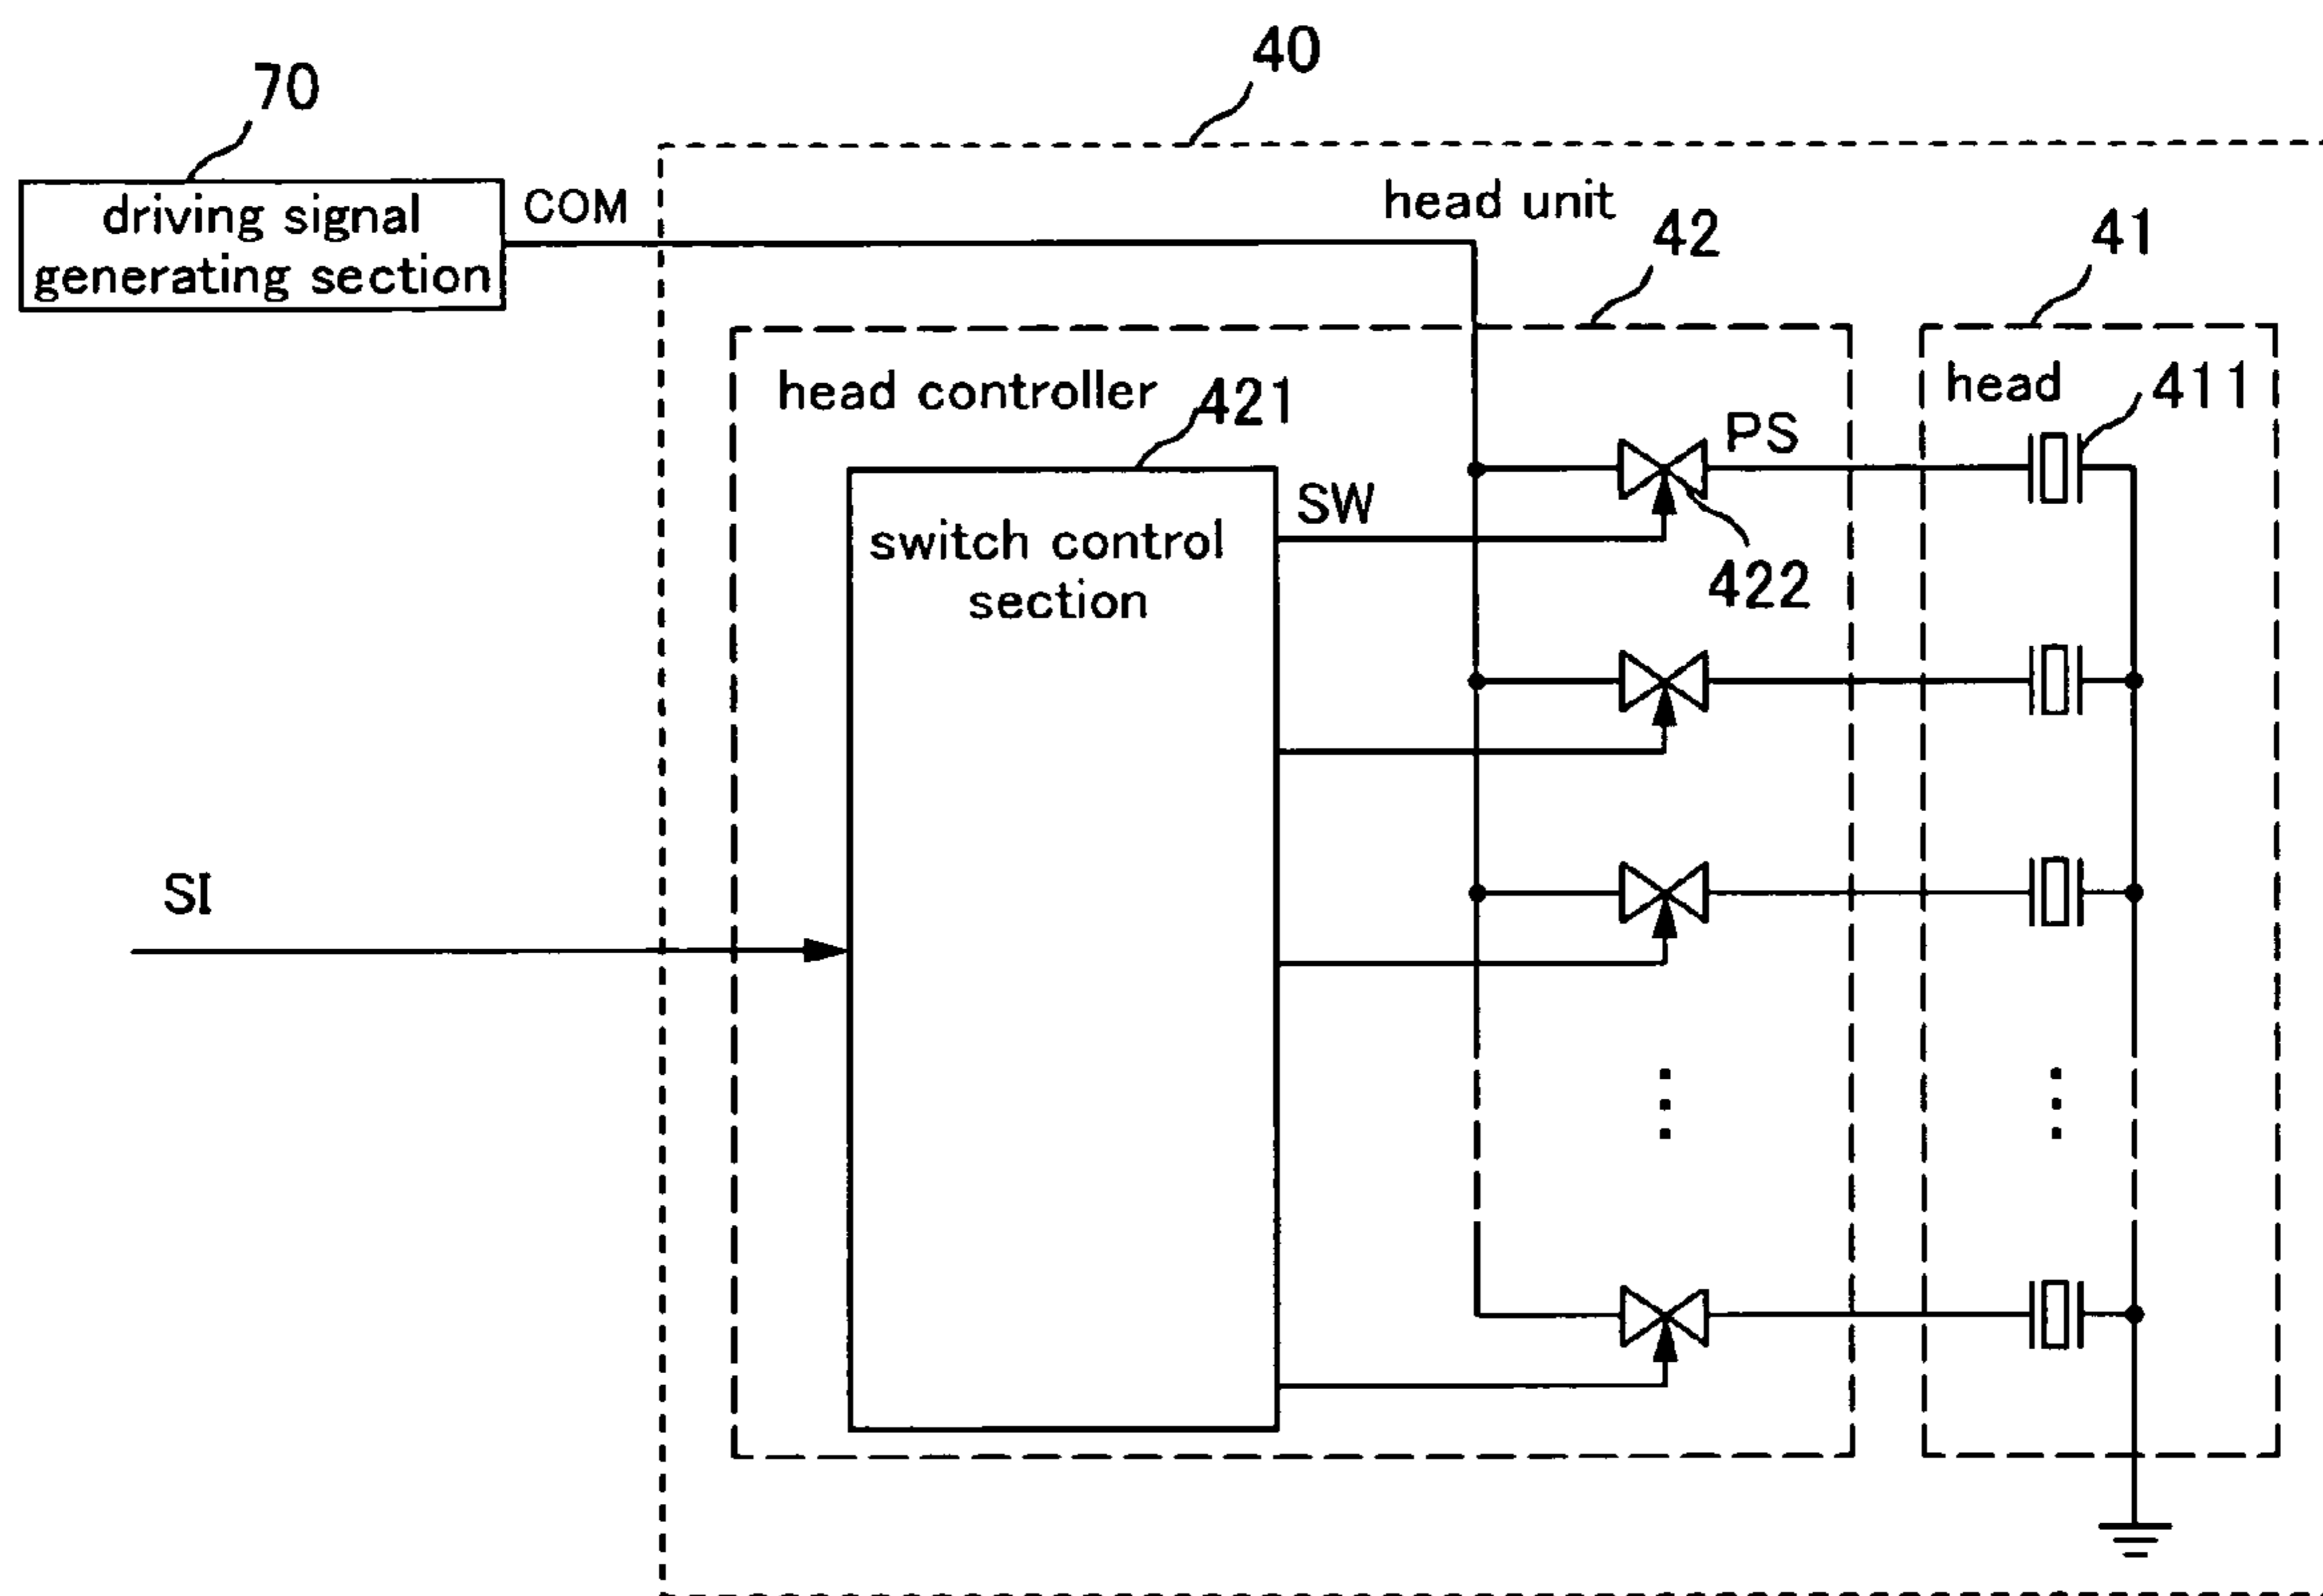 40
70
driving signal
generating section
COM
head unit
42
41
head controller
421
head
411
PS
SW
switch control
section
422
SI